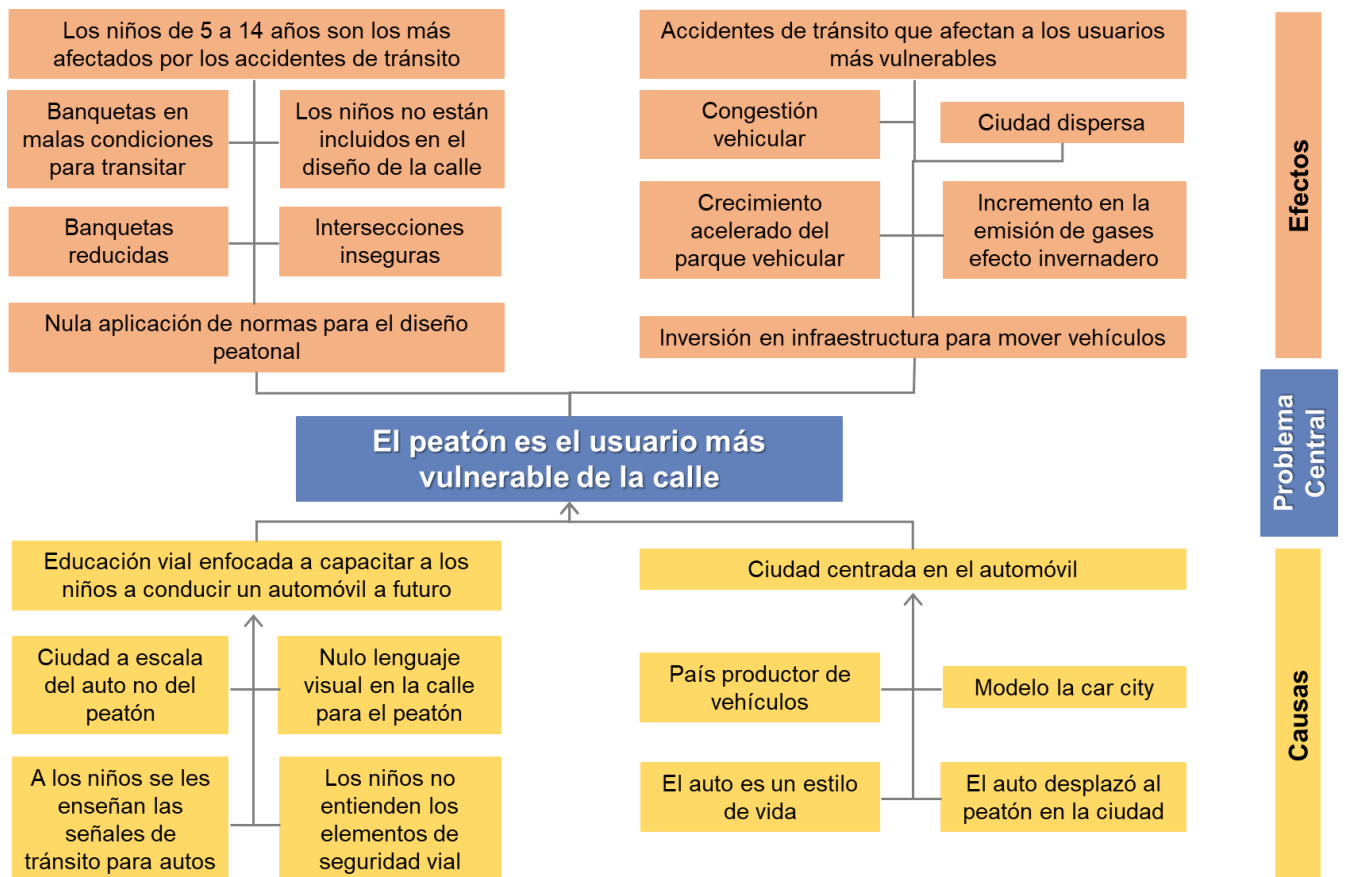 Los niños de 5 a 14 años son los más
afectados por los accidentes de tránsito
Banquetas en
malas condiciones
para transitar
Los niños no están
incluidos en el
diseño de la calle
Banquetas
reducidas
Intersecciones
inseguras
Nula aplicación de normas para el diseño
peatonal
Accidentes de tránsito que afectan a los usuarios
más vulnerables
Congestión
vehicular
Ciudad dispersa
Crecimiento
acelerado del
parque vehicular
Incremento en la
emisión de gases
efecto invernadero
Inversión en infraestructura para mover vehículos
Efectos
El peatón es el usuario más
vulnerable de la calle
Problema
Central
Educación vial enfocada a capacitar a los
niños a conducir un automóvil a futuro
Ciudad a escala
del auto no del
peatón
Nulo lenguaje
visual en la calle
para el peatón
A los niños se les
enseñan las
señales de
tránsito para autos
Los niños no
entienden los
elementos de
seguridad vial
Ciudad centrada en el automóvil
País productor de
vehículos
Modelo la car city
El auto es un estilo
de vida
El auto desplazó al
peatón en la ciudad
Causas